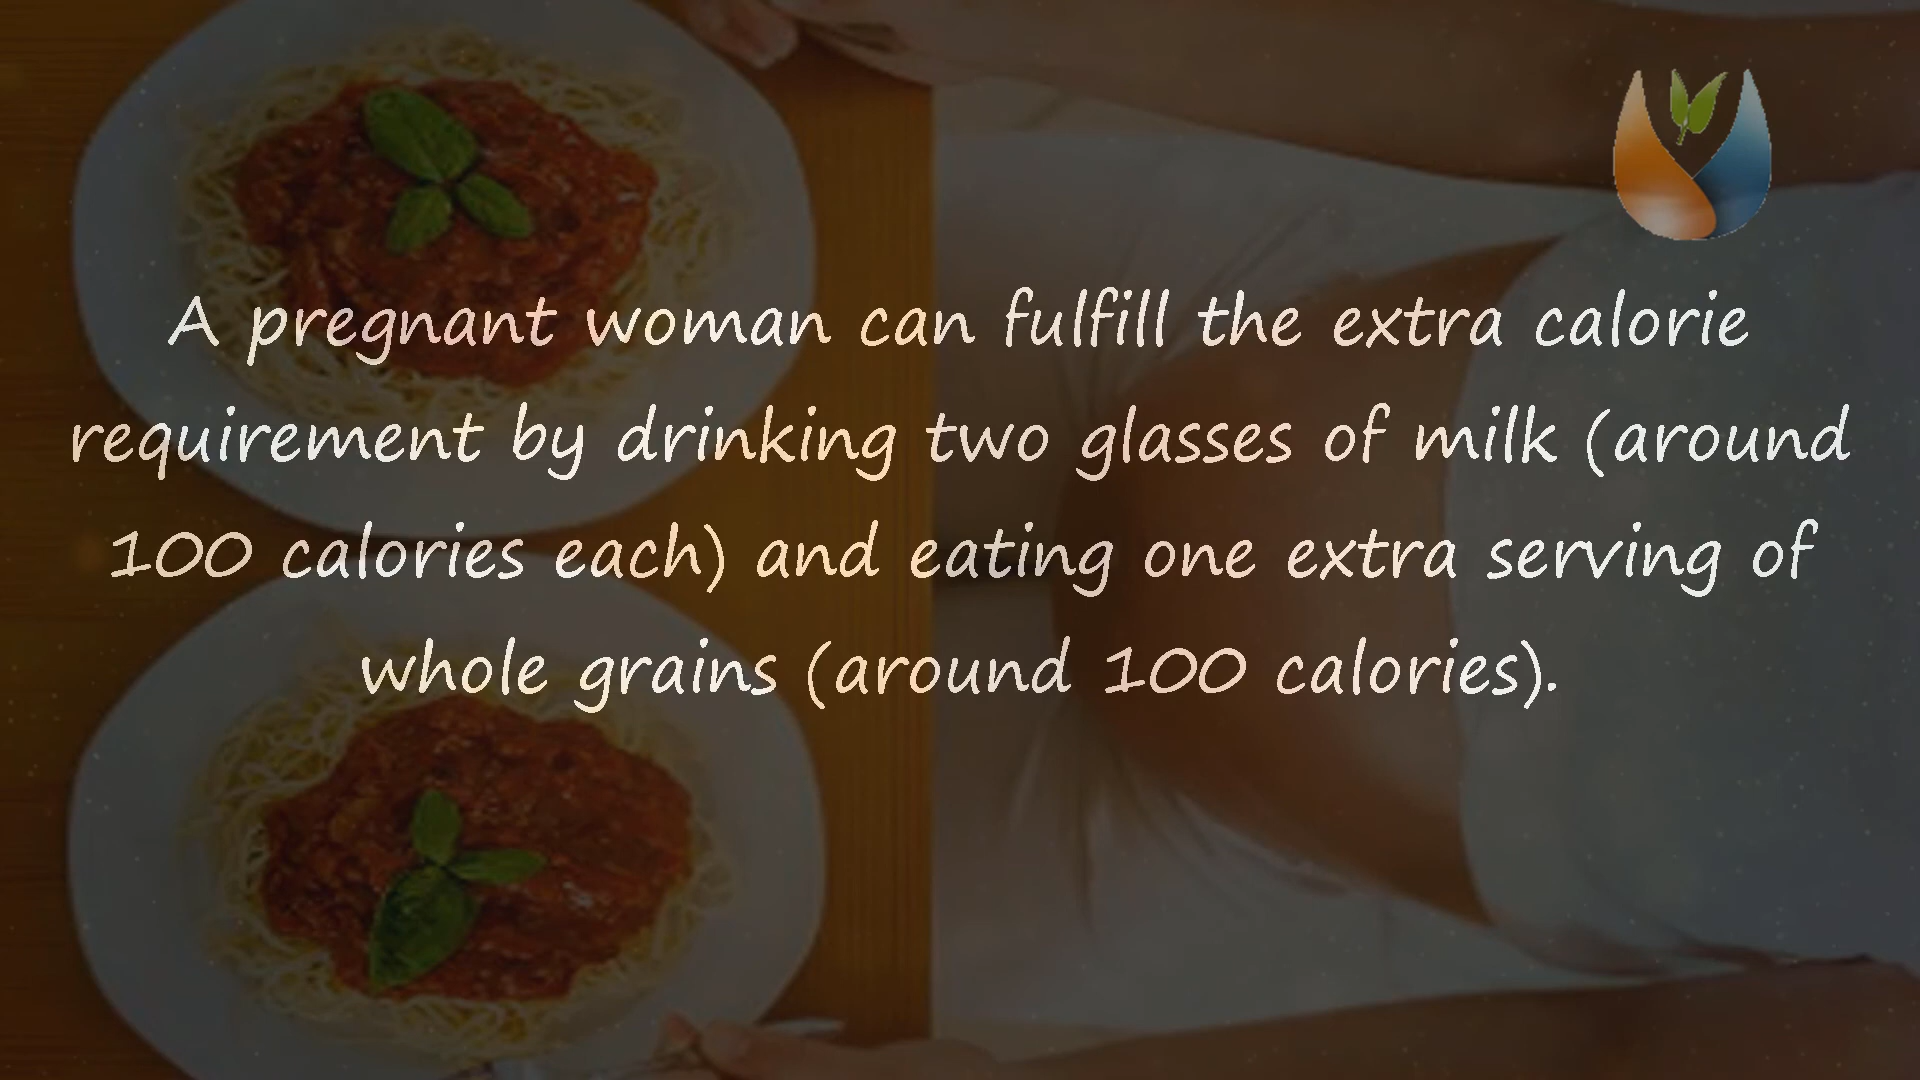 A pregnant woman can fulfill the extra calorie
requirement by drinking two glasses of milk (around
100 calories each) and eating one extra serving of
whole grains (around 100 calories).